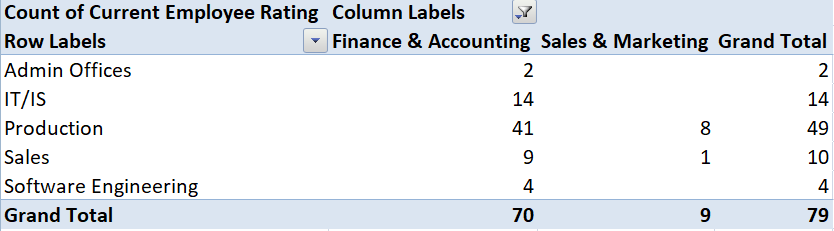 Count of Current Employee Rating Column Labels
Row Labels Finance & Accounting Sales & Marketing Grand Total
Admin Offices 2 2
IT/IS 14 14
Production 41 8 49
Sales 9 1 10
Software Engineering 4 4
Grand Total 70 9 79